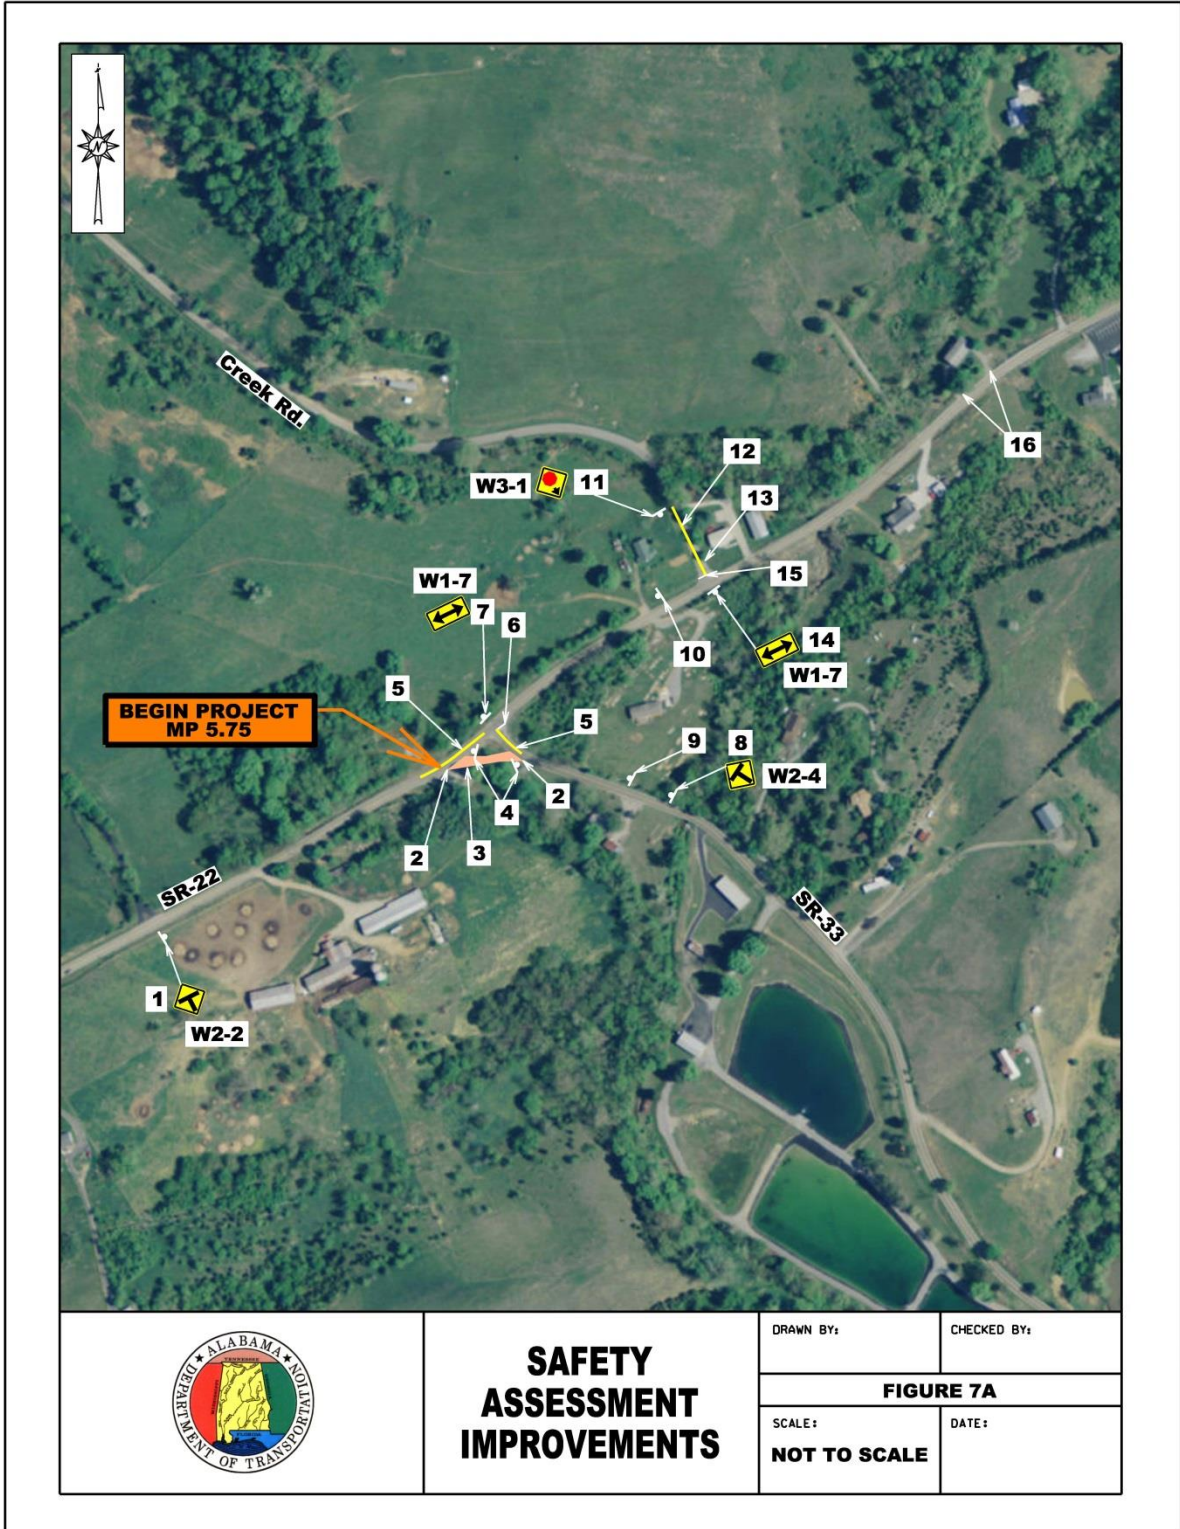 N
Creek Rd.
12
16
W3-1
11
13
15
W1-7
7
6
10
14
W1-7
5
BEGIN PROJECT
MP 5.75
5
9
8
W2-4
2
4
2
3
SR-22
SR-33
1
W2-2
ALABAMA
DEPARTMENT OF TRANSPORTATION
TENNESSEE
FLORIDA
SAFETY
ASSESSMENT
IMPROVEMENTS
DRAWN BY:
CHECKED BY:
FIGURE 7A
SCALE:
NOT TO SCALE
DATE: